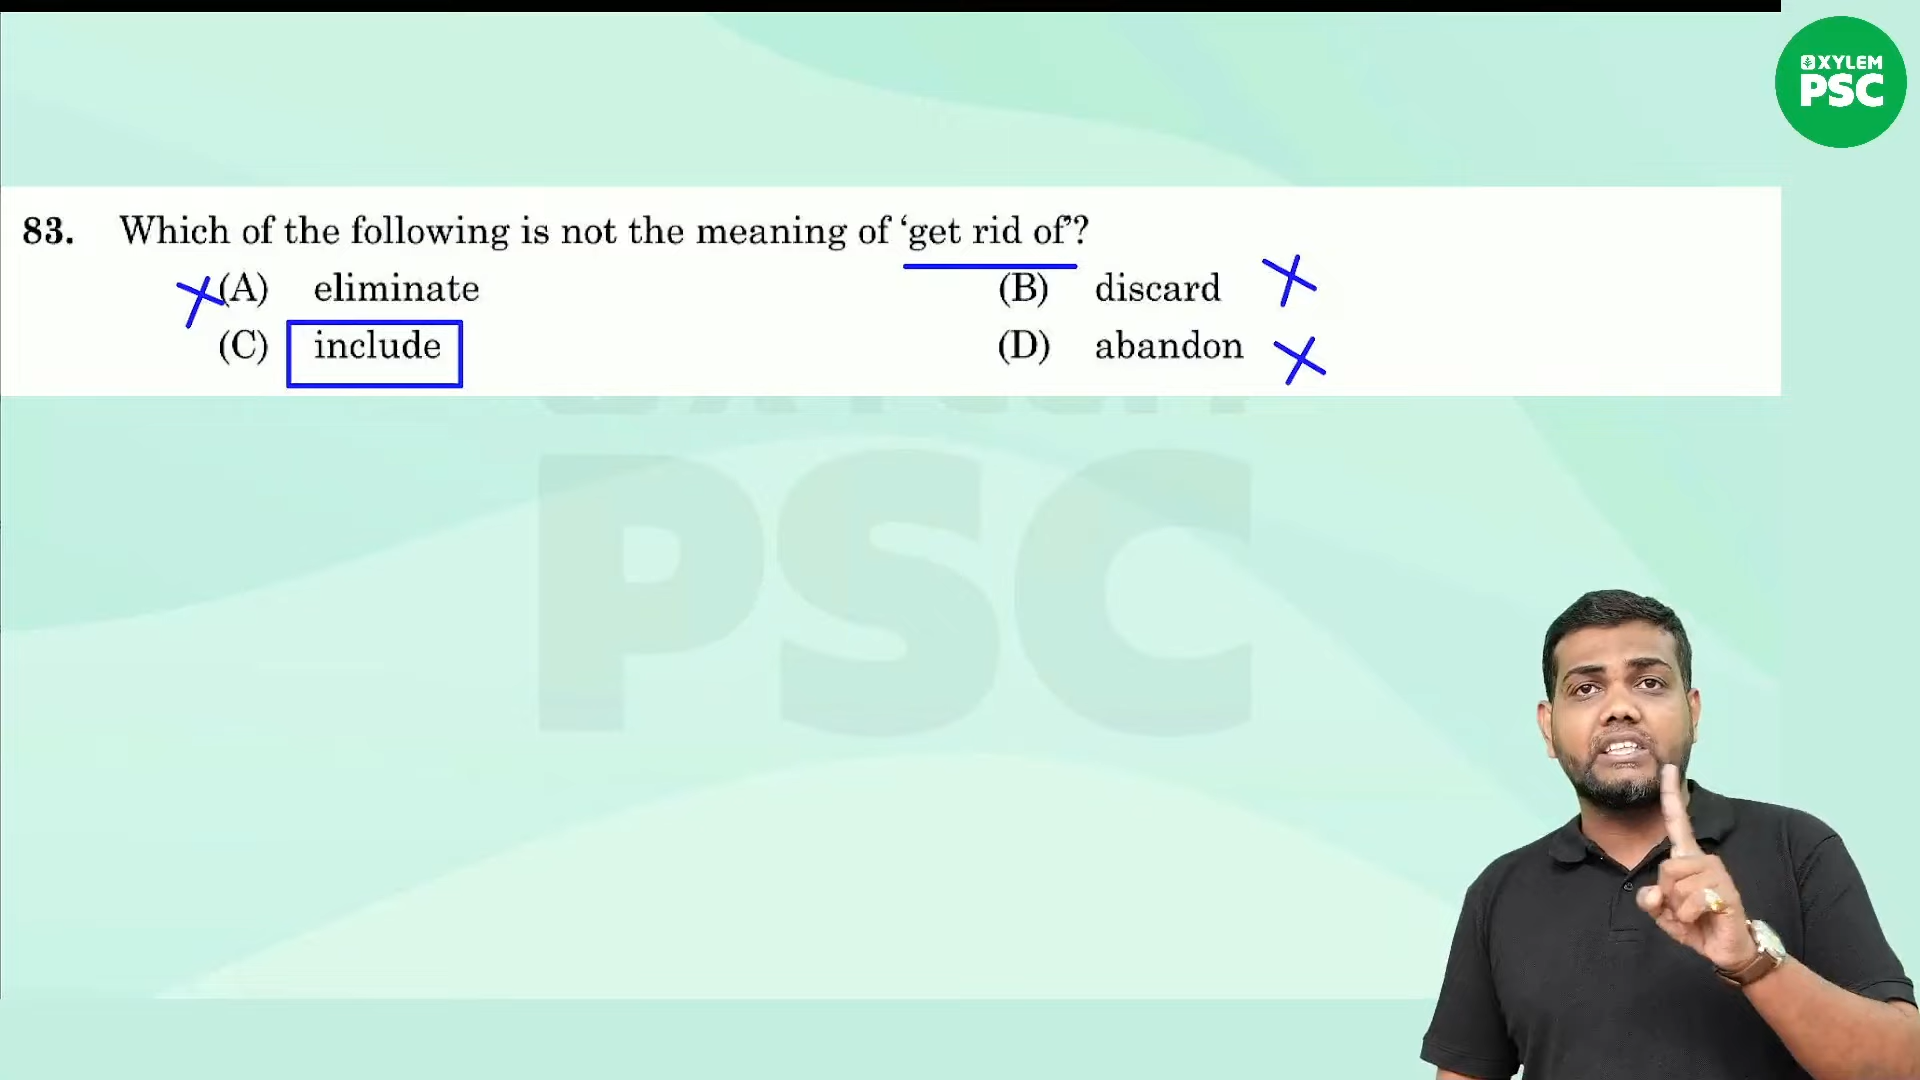 XYLEM
PSC
83. Which of the following is not the meaning of ‘get rid of’?
(A) eliminate (B) discard
(C) include (D) abandon
PSC